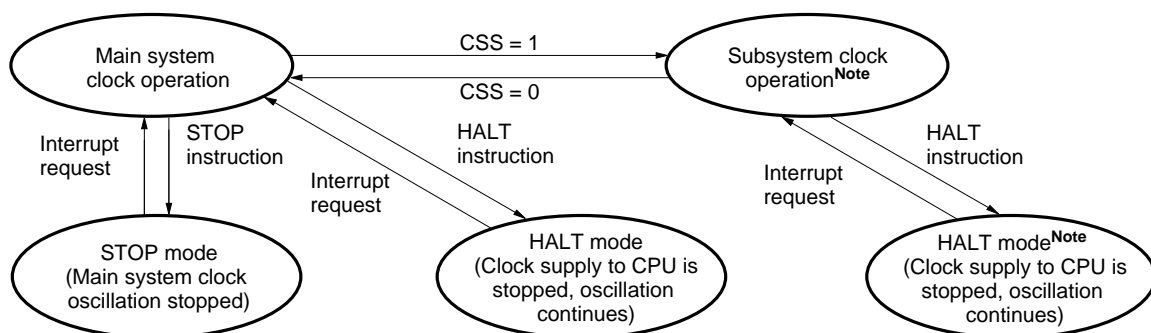 Main system
clock operation
CSS = 1
CSS = 0
Subsystem clock
operationNote
Interrupt
request
STOP
instruction
HALT
instruction
Interrupt
request
HALT
instruction
Interrupt
request
STOP mode
(Main system clock
oscillation stopped)
HALT mode
(Clock supply to CPU is
stopped, oscillation
continues)
HALT modeNote
(Clock supply to CPU is
stopped, oscillation
continues)